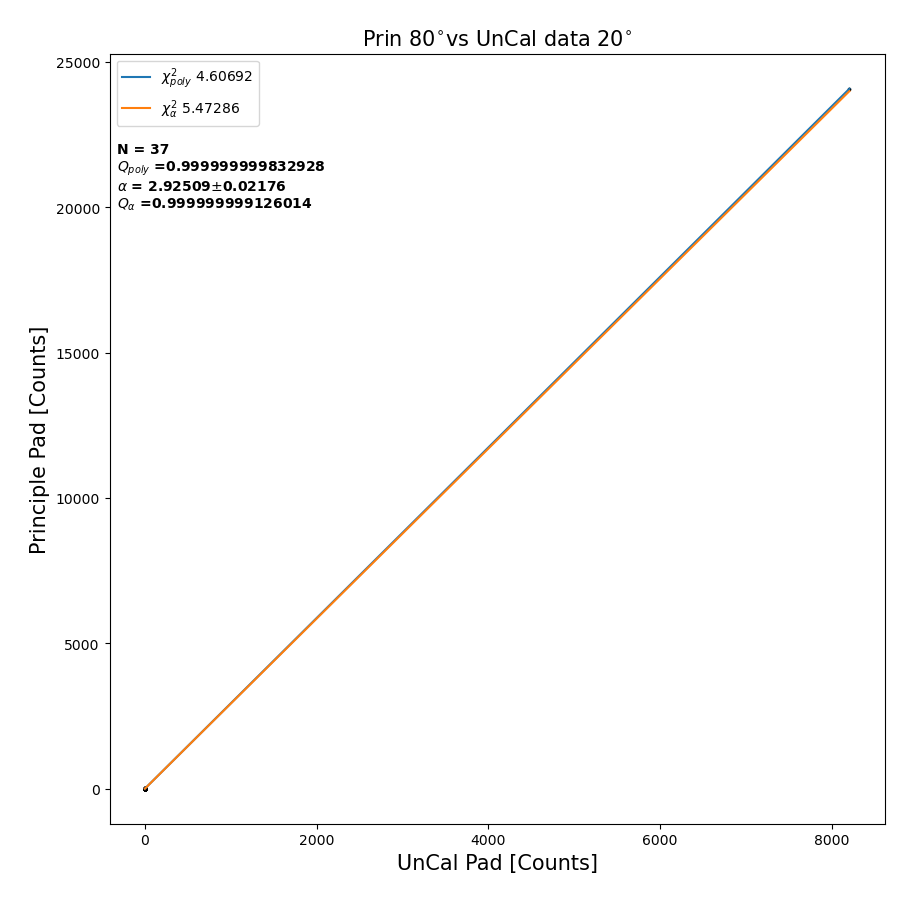 Prin 80°vs UnCal data 20°
25000
χ²poly 4.60692
χ²α 5.47286
N = 37
Qpoly =0.999999999832928
α = 2.92509±0.02176
Qα =0.999999999126014
20000
15000
10000
5000
0
Principle Pad [Counts]
0 2000 4000 6000 8000
UnCal Pad [Counts]